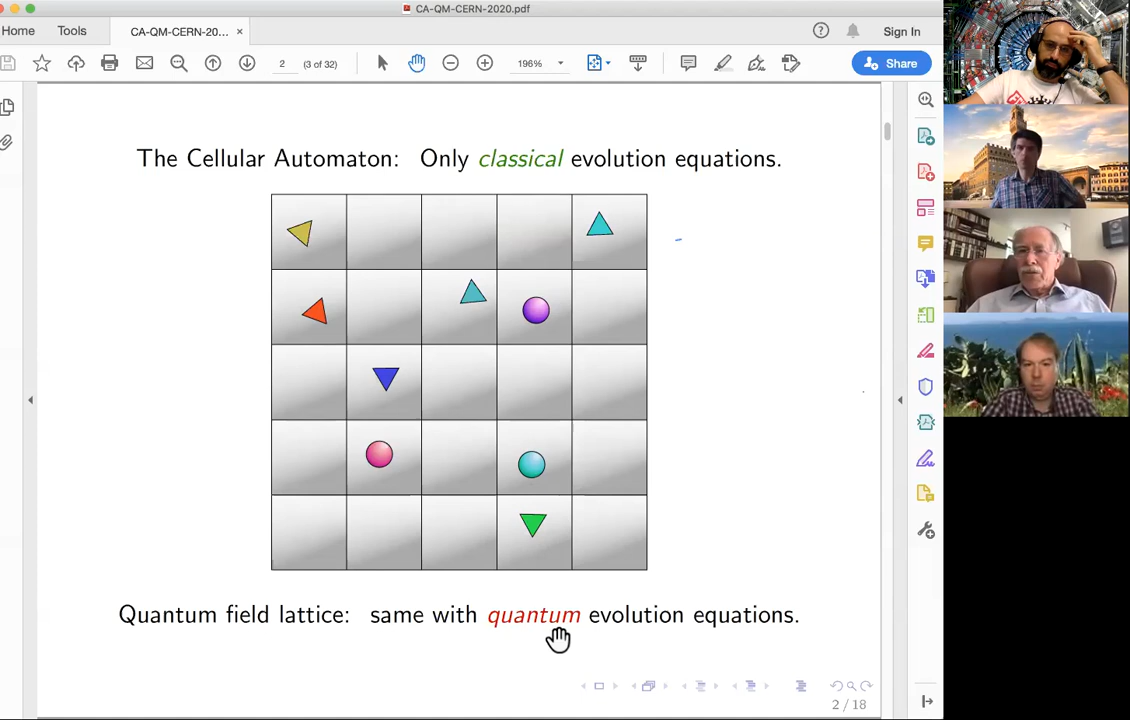 CA-QM-CERN-2020.pdf
Home Tools CA-QM-CERN-20... × Sign In
2 (3 of 32) 196% Share
The Cellular Automaton: Only classical evolution equations.
Quantum field lattice: same with quantum evolution equations.
2 / 18